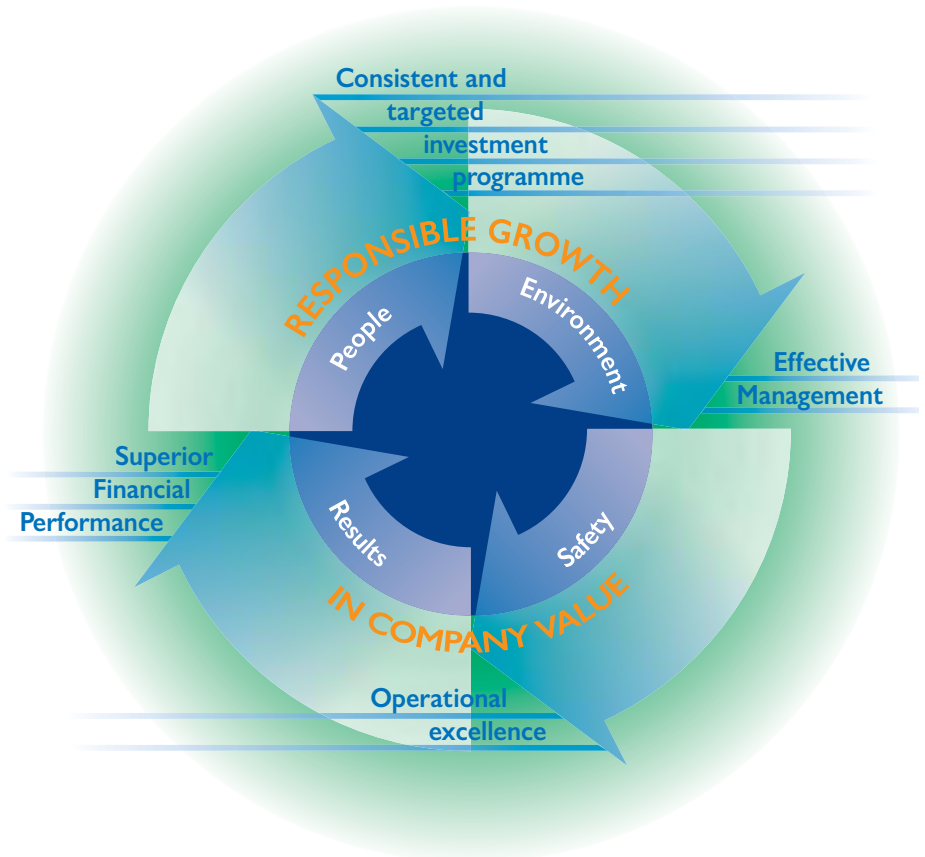 Consistent and
targeted
investment
programme
RESPONSIBLE GROWTH
People
Environment
Effective
Management
Superior
Financial
Performance
Results
Safety
IN COMPANY VALUE
Operational
excellence